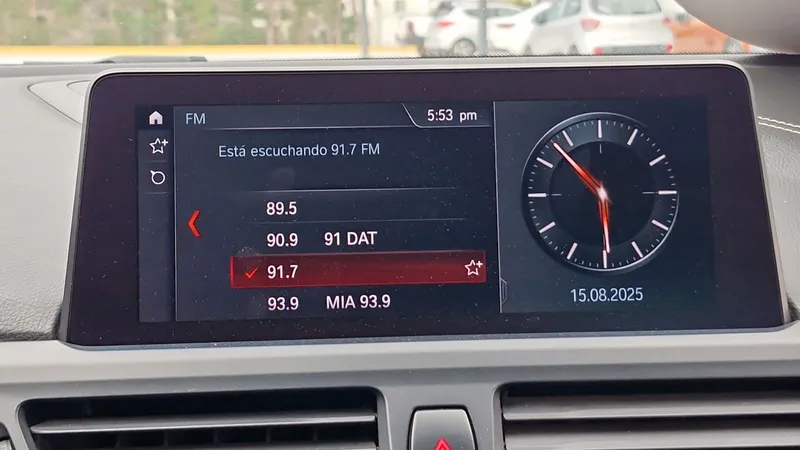 FM
5:53 pm
Está escuchando 91.7 FM
89.5
90.9 91 DAT
91.7
93.9 MIA 93.9
15.08.2025